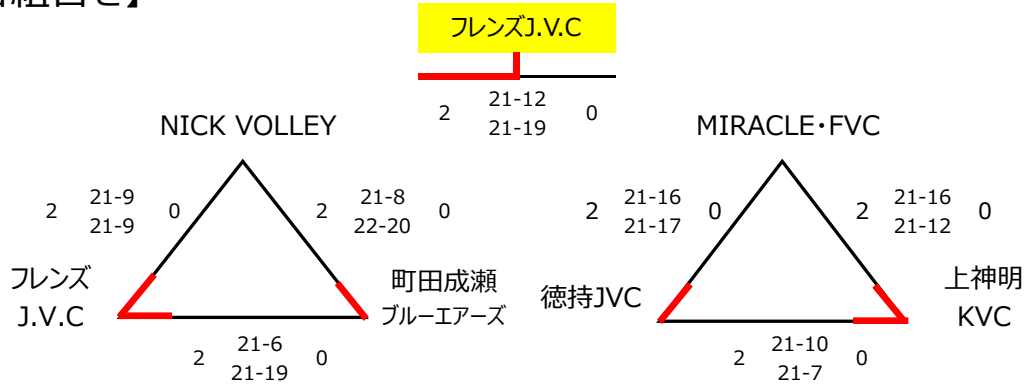 フレンズJ.V.C
2 21-12 0
21-19
NICK VOLLEY
MIRACLE・FVC
2 21-9 0
21-9
2 21-8 0
22-20
2 21-16 0
21-17
2 21-16 0
21-12
フレンズ
J.V.C
町田成瀬
ブルーエアーズ
徳持JVC
上神明
KVC
2 21-6 0
21-19
2 21-10 0
21-7